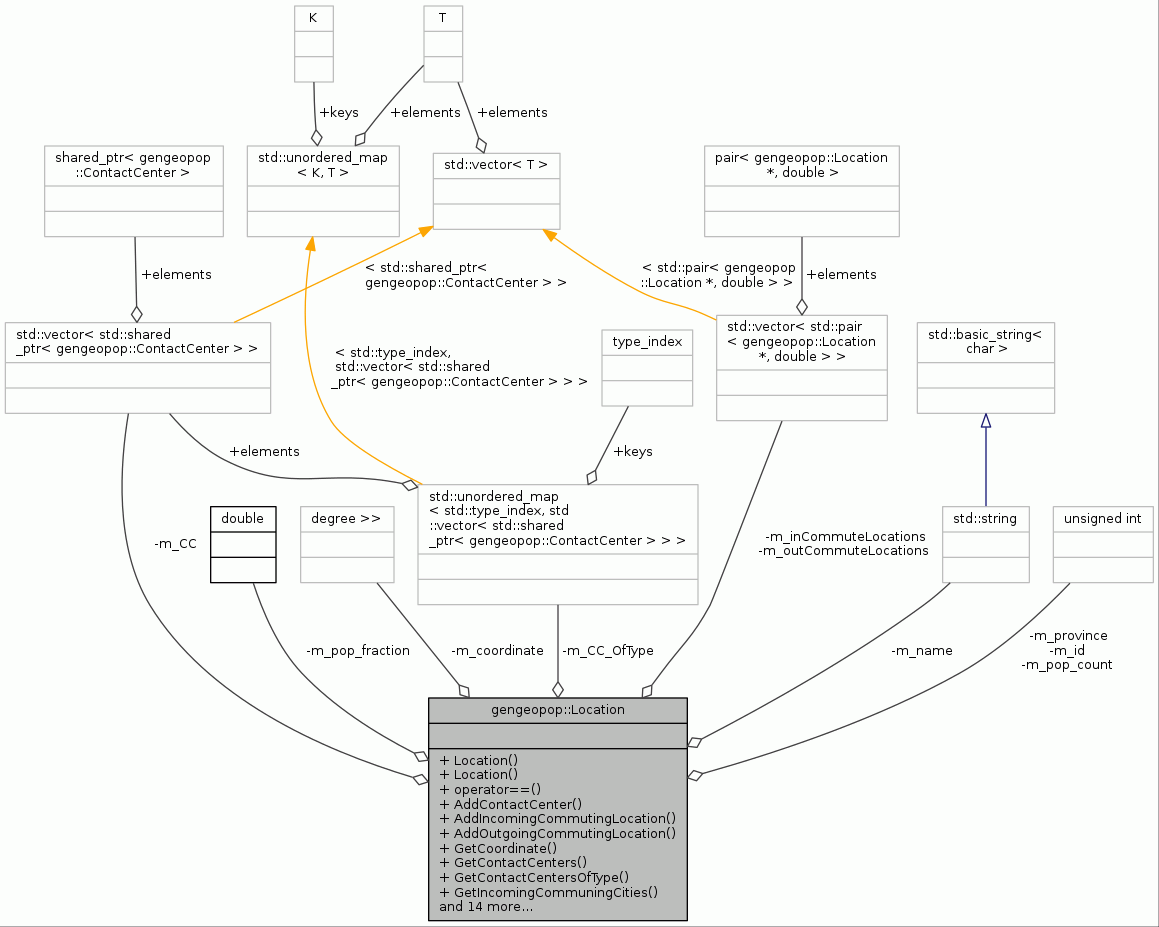 K
T
+keys
+elements
+elements
shared_ptr< gengeopop
::ContactCenter >
std::unordered_map
< K, T >
std::vector< T >
pair< gengeopop::Location
*, double >
+elements
< std::shared_ptr<
gengeopop::ContactCenter > >
< std::pair< gengeopop
::Location *, double > >
+elements
std::vector< std::shared
_ptr< gengeopop::ContactCenter > >
< std::type_index,
std::vector< std::shared
_ptr< gengeopop::ContactCenter > > >
type_index
std::vector< std::pair
< gengeopop::Location
*, double > >
std::basic_string<
char >
+elements
+keys
-m_CC
double
degree >>
std::unordered_map
< std::type_index, std
::vector< std::shared
_ptr< gengeopop::ContactCenter > > >
-m_inCommuteLocations
-m_outCommuteLocations
std::string
unsigned int
-m_pop_fraction
-m_coordinate
-m_CC_OfType
-m_name
-m_province
-m_id
-m_pop_count
gengeopop::Location
+ Location()
+ Location()
+ operator==()
+ AddContactCenter()
+ AddIncomingCommutingLocation()
+ AddOutgoingCommutingLocation()
+ GetCoordinate()
+ GetContactCenters()
+ GetContactCentersOfType()
+ GetIncomingCommuningCities()
and 14 more...